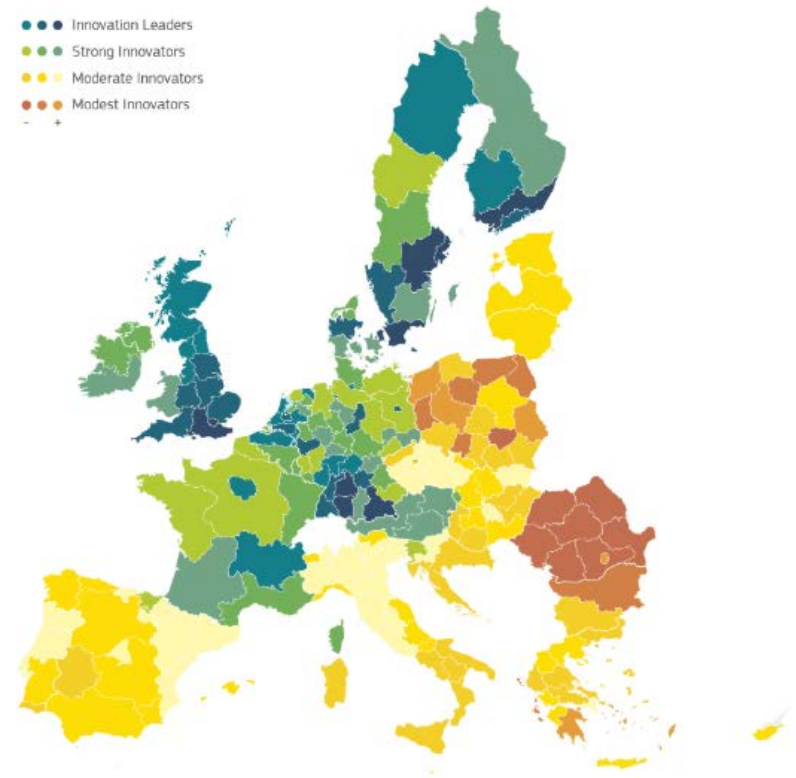 Innovation Leaders
Strong Innovators
Moderate Innovators
Modest Innovators
- +